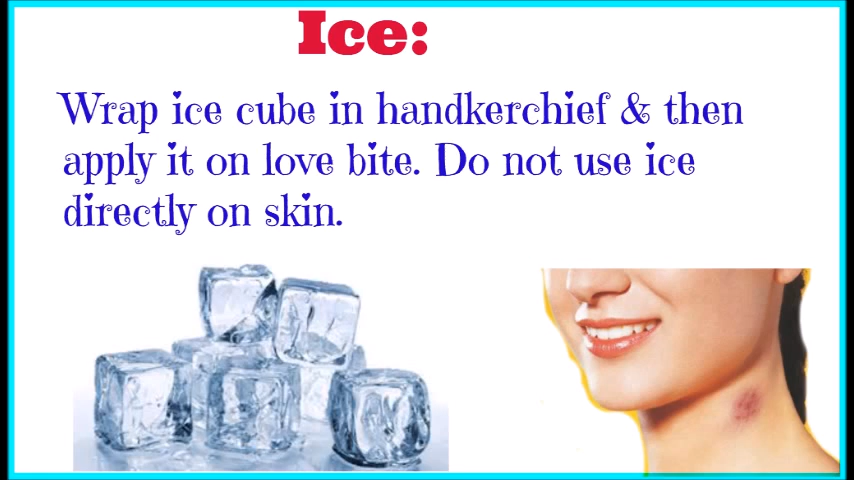 Ice:
Wrap ice cube in handkerchief & then
apply it on love bite. Do not use ice
directly on skin.